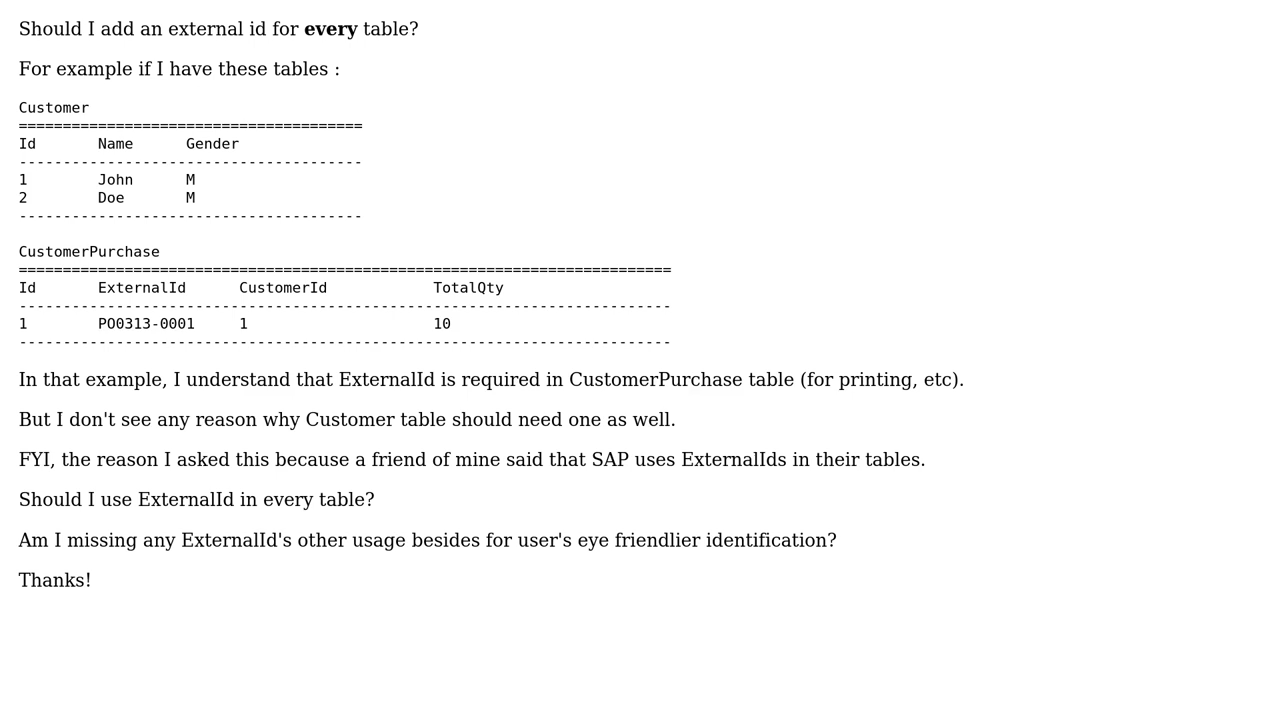 Should I add an external id for every table?
For example if I have these tables :
Customer
=======================================
Id       Name      Gender
---------------------------------------
1        John      M
2        Doe       M
---------------------------------------
CustomerPurchase
==========================================================================
Id       ExternalId      CustomerId            TotalQty
--------------------------------------------------------------------------
1        PO0313-0001     1                     10
--------------------------------------------------------------------------
In that example, I understand that ExternalId is required in CustomerPurchase table (for printing, etc).
But I don't see any reason why Customer table should need one as well.
FYI, the reason I asked this because a friend of mine said that SAP uses ExternalIds in their tables.
Should I use ExternalId in every table?
Am I missing any ExternalId's other usage besides for user's eye friendlier identification?
Thanks!